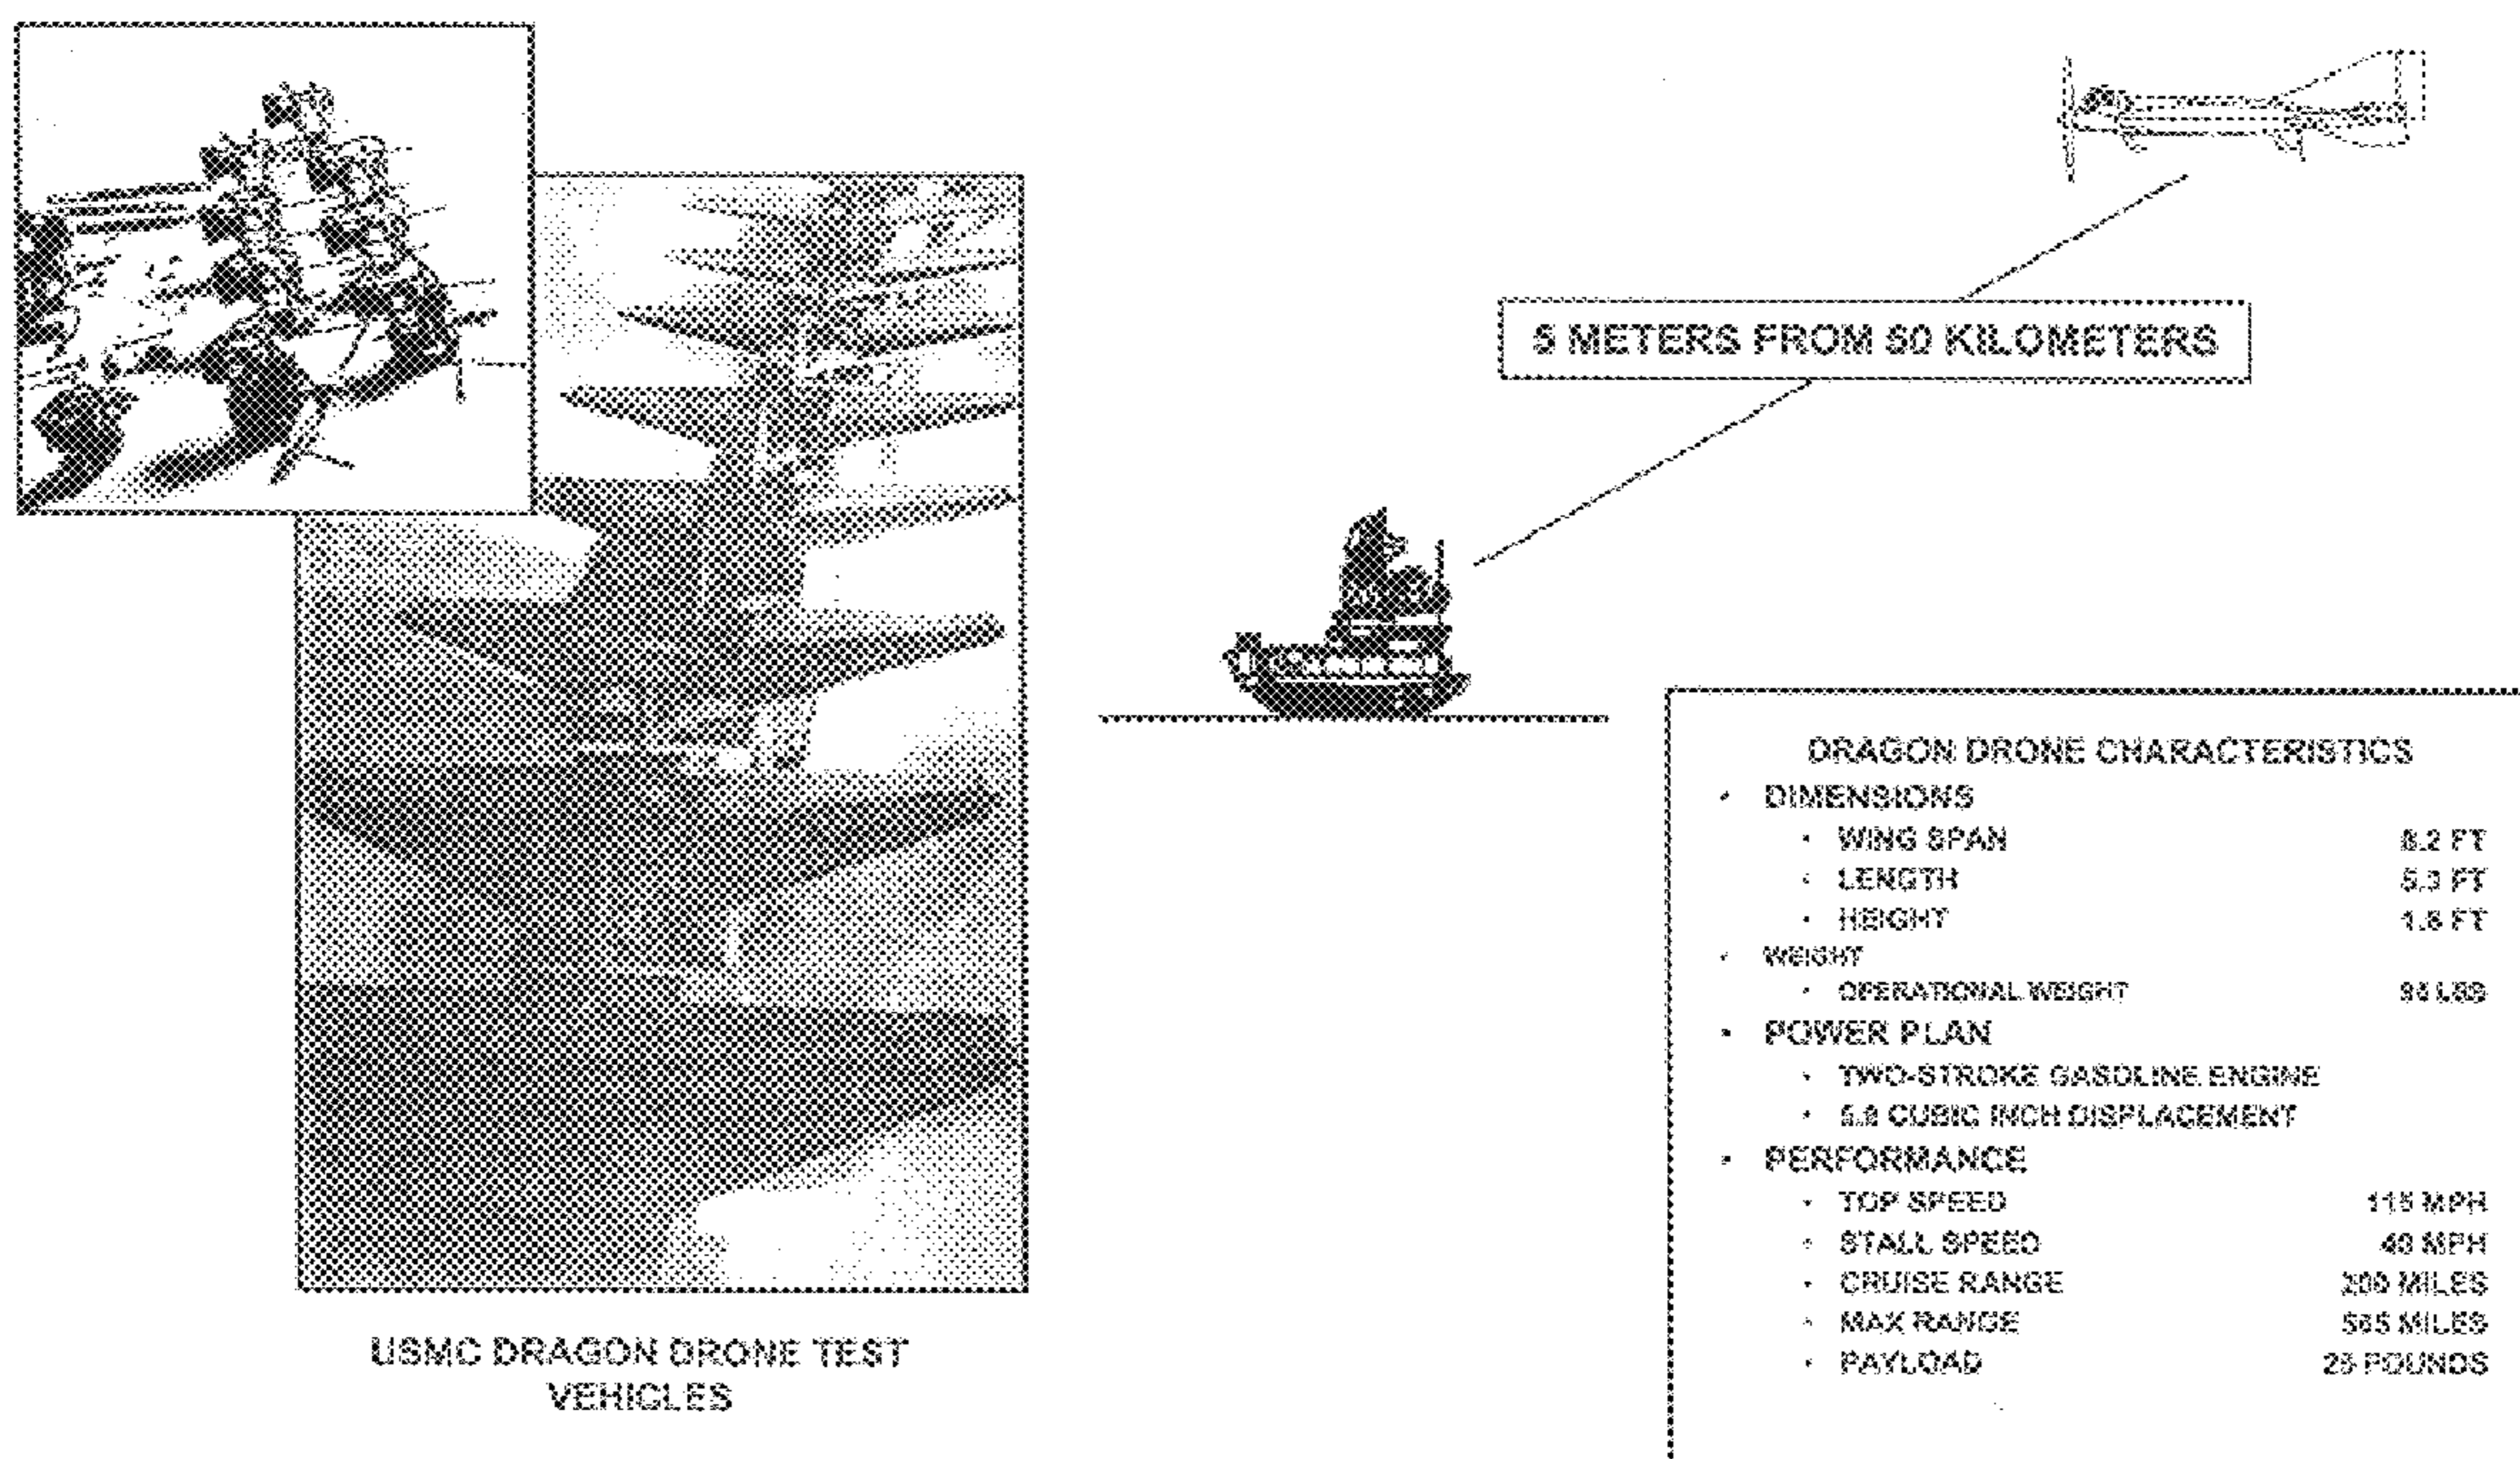 5 METERS FROM 50 KILOMETERS
DRAGON DRONE CHARACTERISTICS
• DIMENSIONS
• WING SPAN 8.2 FT
• LENGTH 5.3 FT
• HEIGHT FT
• WEIGHT
• OPERATIONAL WEIGHT LBS
• POWER PLAN
• TWO-STROKE GASOLINE ENGINE
• CUBIC INCH DISPLACEMENT
• PERFORMANCE
• TOP SPEED 115 MPH
• STALL SPEED 40 MPH
• CRUISE RANGE 200 MILES
• MAX RANGE MILES
• PAYLOAD 25 POUNDS
USMC DRAGON DRONE TEST
VEHICLES